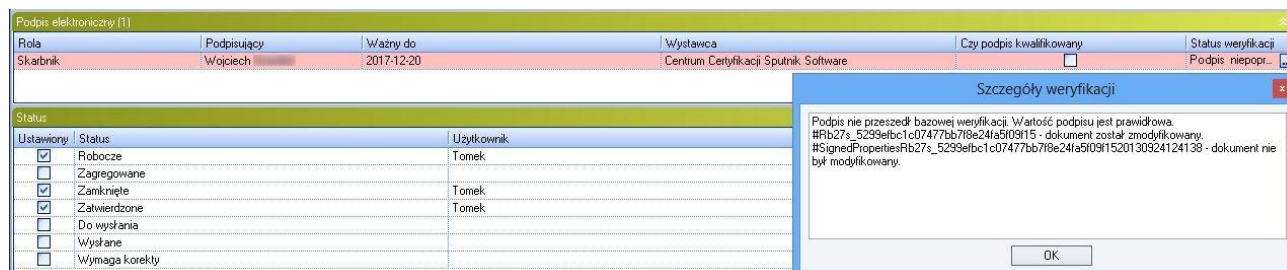 Podpis elektroniczny (1)
Rola Podpisujący Ważny do Wystawca Czy podpis kwalifikowany Status weryfikacji
Skarbnik Wojciech 2017-12-20 Centrum Certyfikacji Sputnik Software Podpis niepopr... ...
Szczegóły weryfikacji x
Podpis nie przeszedł bazowej weryfikacji. Wartość podpisu jest prawidłowa.
#Rb27s_5299efbc1c07477bb7f8e24fa5f09f15 - dokument został zmodyfikowany.
#SignedPropertiesRb27s_5299efbc1c07477bb7f8e24fa5f09f1520130924124138 - dokument nie
był modyfikowany.
OK
Status
Ustawiony Status Użytkownik
Robocze Tomek
Zagregowane
Zamknięte Tomek
Zatwierdzone Tomek
Do wysłania
Wysłane
Wymaga korekty